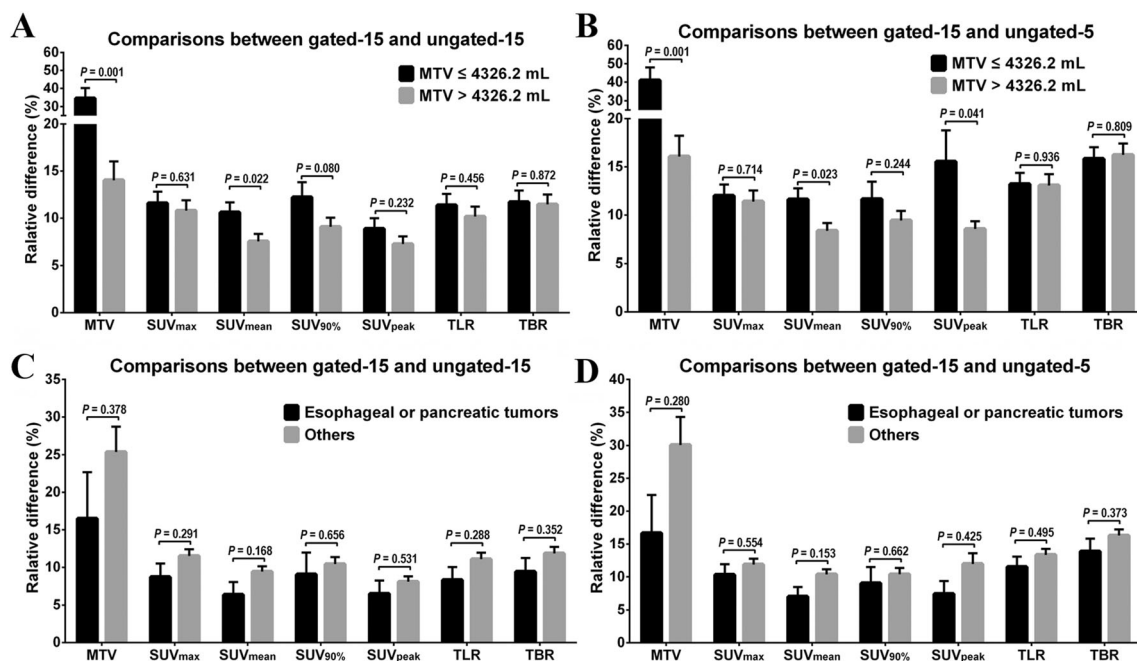 A
Comparisons between gated-15 and ungated-15
Ralative difference (%)
60
50
40
30
20
15
10
5
0
P = 0.001
P = 0.631
P = 0.022
P = 0.080
P = 0.232
P = 0.456
P = 0.872
MTV ≤ 4326.2 mL
MTV > 4326.2 mL
MTV
SUVmax
SUVmean
SUV90%
SUVpeak
TLR
TBR
B
Comparisons between gated-15 and ungated-5
Ralative difference (%)
60
50
40
30
20
15
10
5
0
P = 0.001
P = 0.714
P = 0.023
P = 0.244
P = 0.041
P = 0.936
P = 0.809
MTV ≤ 4326.2 mL
MTV > 4326.2 mL
MTV
SUVmax
SUVmean
SUV90%
SUVpeak
TLR
TBR
C
Comparisons between gated-15 and ungated-15
Ralative difference (%)
35
30
25
20
15
10
5
0
P = 0.378
P = 0.291
P = 0.168
P = 0.656
P = 0.531
P = 0.288
P = 0.352
Esophageal or pancreatic tumors
Others
MTV
SUVmax
SUVmean
SUV90%
SUVpeak
TLR
TBR
D
Comparisons between gated-15 and ungated-5
Ralative difference (%)
40
35
30
25
20
15
10
5
0
P = 0.280
P = 0.554
P = 0.153
P = 0.662
P = 0.425
P = 0.495
P = 0.373
Esophageal or pancreatic tumors
Others
MTV
SUVmax
SUVmean
SUV90%
SUVpeak
TLR
TBR